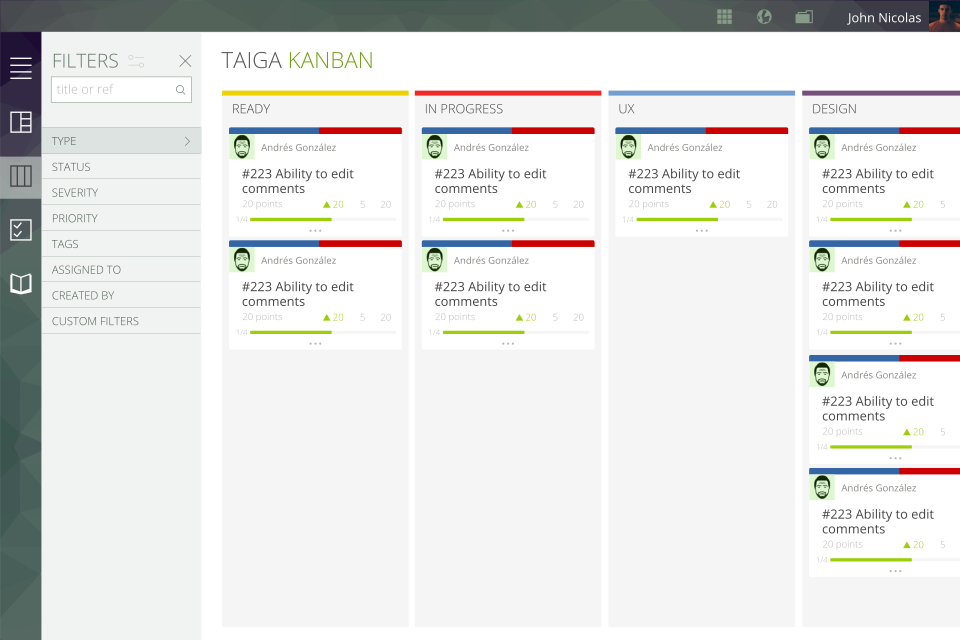 John Nicolas
FILTERS
title or ref
TYPE
STATUS
SEVERITY
PRIORITY
TAGS
ASSIGNED TO
CREATED BY
CUSTOM FILTERS
TAIGA KANBAN
READY
Andrés González
#223 Ability to edit
comments
20 points 20 5 20
1/4
Andrés González
#223 Ability to edit
comments
20 points 20 5 20
1/4
IN PROGRESS
Andrés González
#223 Ability to edit
comments
20 points 20 5 20
1/4
Andrés González
#223 Ability to edit
comments
20 points 20 5 20
1/4
UX
Andrés González
#223 Ability to edit
comments
20 points 20 5 20
1/4
DESIGN
Andrés González
#223 Ability to edit
comments
20 points 20 5
1/4
Andrés González
#223 Ability to edit
comments
20 points 20 5
1/4
Andrés González
#223 Ability to edit
comments
20 points 20 5
1/4
Andrés González
#223 Ability to edit
comments
20 points 20 5
1/4